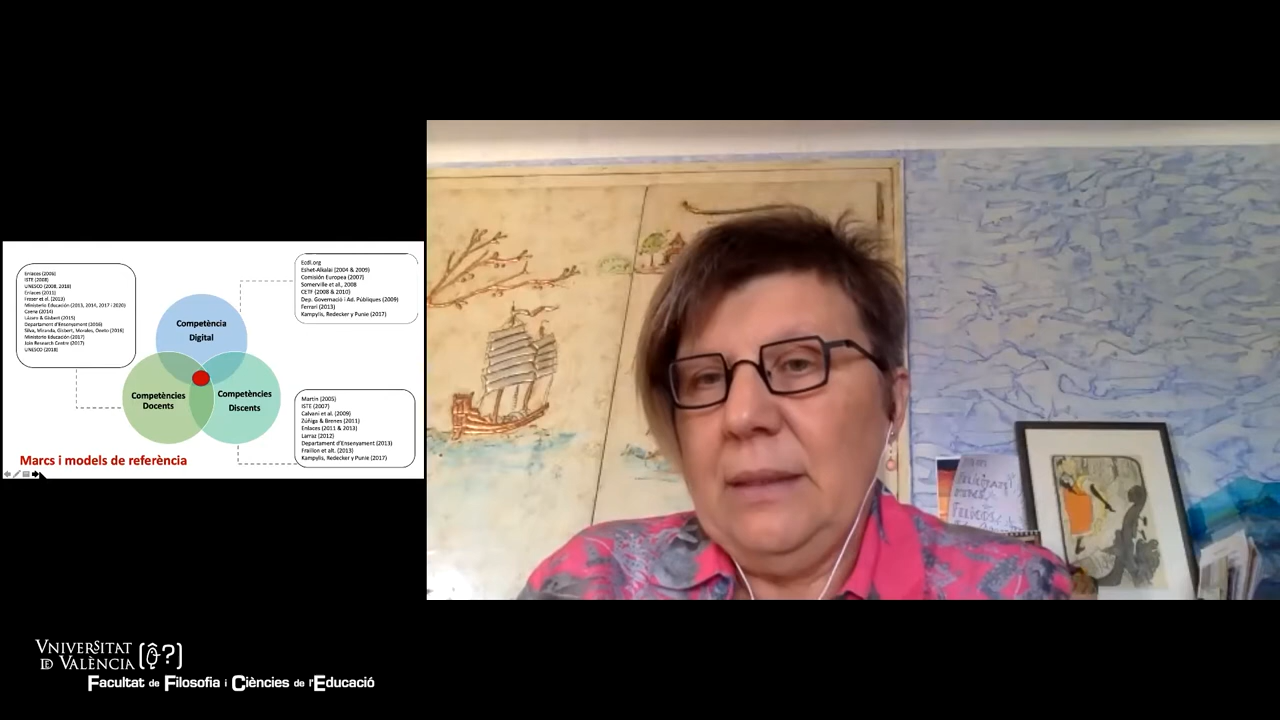 Enlaces (2006)
ISTE (2008)
UNESCO (2008, 2018)
Enlaces (2011)
Fraser et al. (2013)
Ministerio Educación (2013, 2014, 2017 i 2020)
Lázaro & Gisbert (2015)
Departament d'Ensenyament (2016)
Silva, Miranda, Gisbert, Morales, Onetto (2016)
Ministerio Educación (2017)
Join Research Centre (2017)
UNESCO (2018)
Competència
Digital
Competències
Docents
Competències
Discents
Ecdl.org
Eshet-Alkalai (2004 & 2009)
Comisión Europea (2007)
Somerville et al., 2008
CETF (2008 & 2010)
Dep. Governació i Ad. Públiques (2009)
Ferrari (2013)
Kampylis, Redecker y Punie (2017)
Martin (2005)
ISTE (2007)
Calvani et al. (2009)
Zúñiga & Brenes (2011)
Enlaces (2011 & 2013)
Larraz (2012)
Departament d'Ensenyament (2013)
Fraillon et alt. (2013)
Kampylis, Redecker y Punie (2017)
Marcs i models de referència
VNIVERSITAT
DE VALÈNCIA
Facultat de Filosofia i Ciències de l'Educació